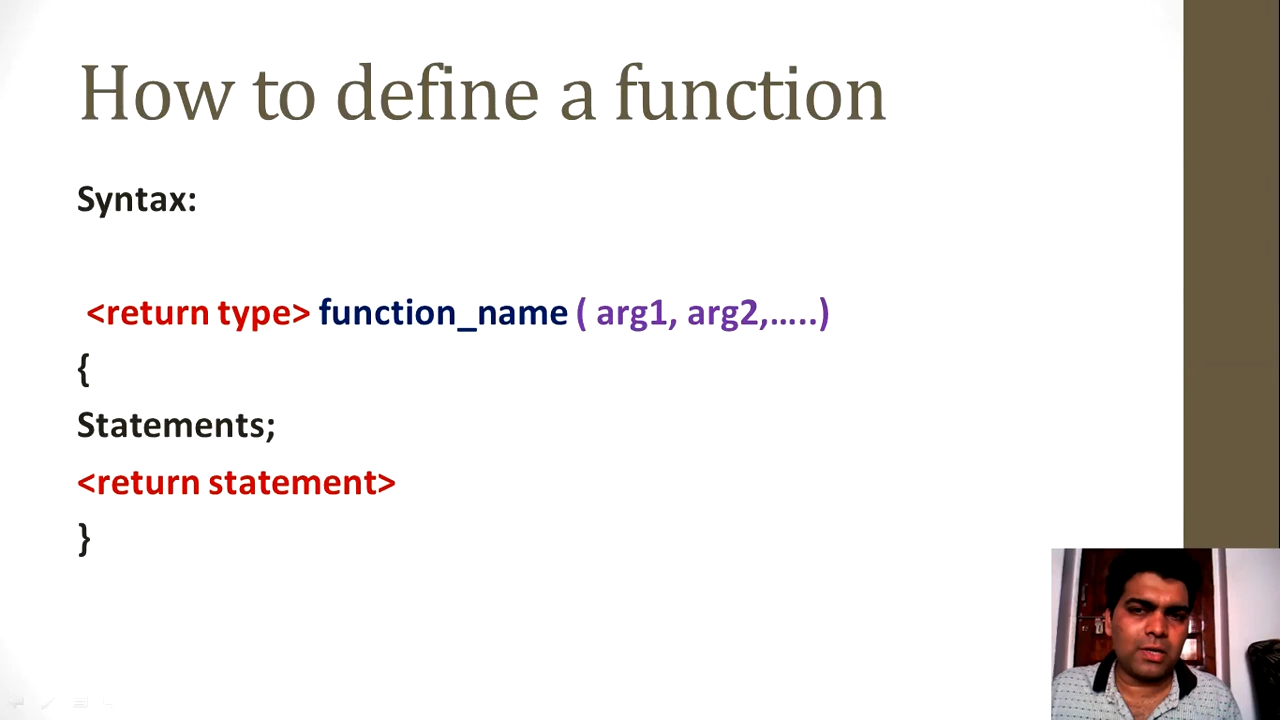 How to define a function
Syntax:
<return type> function_name ( arg1, arg2,.....)
{
Statements;
<return statement>
}